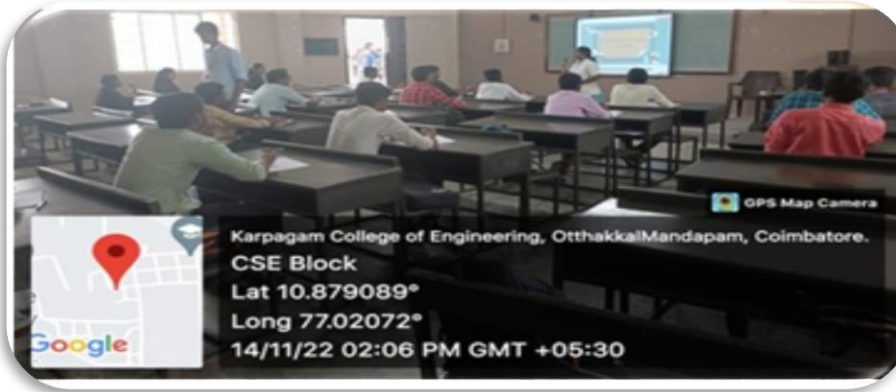 GPS Map Camera
Karpagam College of Engineering, OtthakkalMandapam, Coimbatore.
CSE Block
Lat 10.879089°
Long 77.02072°
Google
14/11/22 02:06 PM GMT +05:30